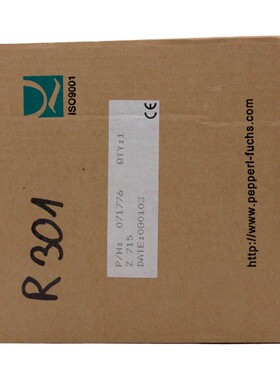 ISO9001
P/N: 071776 QTY:1
Z 715
DATE:080103
CE
http://www.pepperl-fuchs.com
R 301